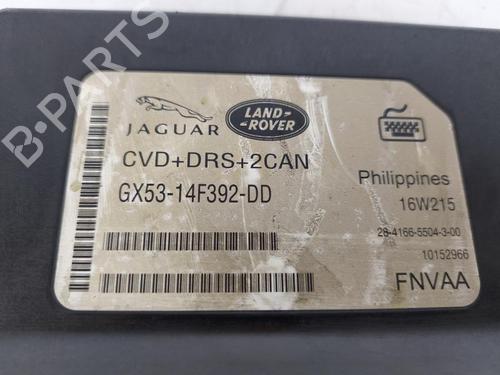 B-PARTS
JAGUAR
LAND-
ROVER
CVD+DRS+2CAN
GX53-14F392-DD
Philippines
16W215
28-4166-5504-3-00
10152966
FNVAA